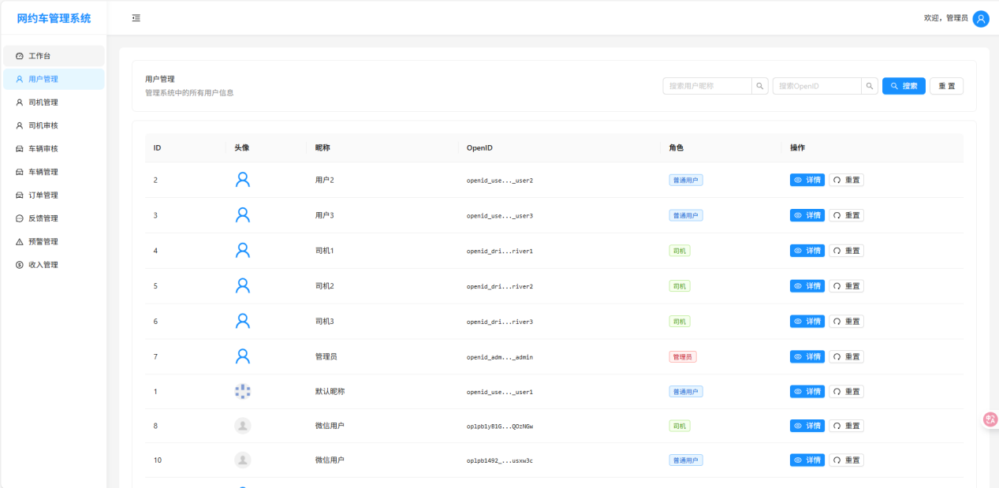 网约车管理系统
欢迎，管理员
工作台
用户管理
司机管理
司机审核
车辆审核
车辆管理
订单管理
反馈管理
预警管理
收入管理
用户管理
管理系统中的所有用户信息
搜索用户昵称
搜索OpenID
搜索
重 置
ID 头像 昵称 OpenID 角色 操作
2 用户2 openid_use..._user2 普通用户 详情 重置
3 用户3 openid_use..._user3 普通用户 详情 重置
4 司机1 openid_dri...river1 司机 详情 重置
5 司机2 openid_dri...river2 司机 详情 重置
6 司机3 openid_dri...river3 司机 详情 重置
7 管理员 openid_adm..._admin 管理员 详情 重置
1 默认昵称 openid_use..._user1 普通用户 详情 重置
8 微信用户 op1pb1yB1G...QOzNGw 司机 详情 重置
10 微信用户 op1pb1492_...usxw3c 普通用户 详情 重置